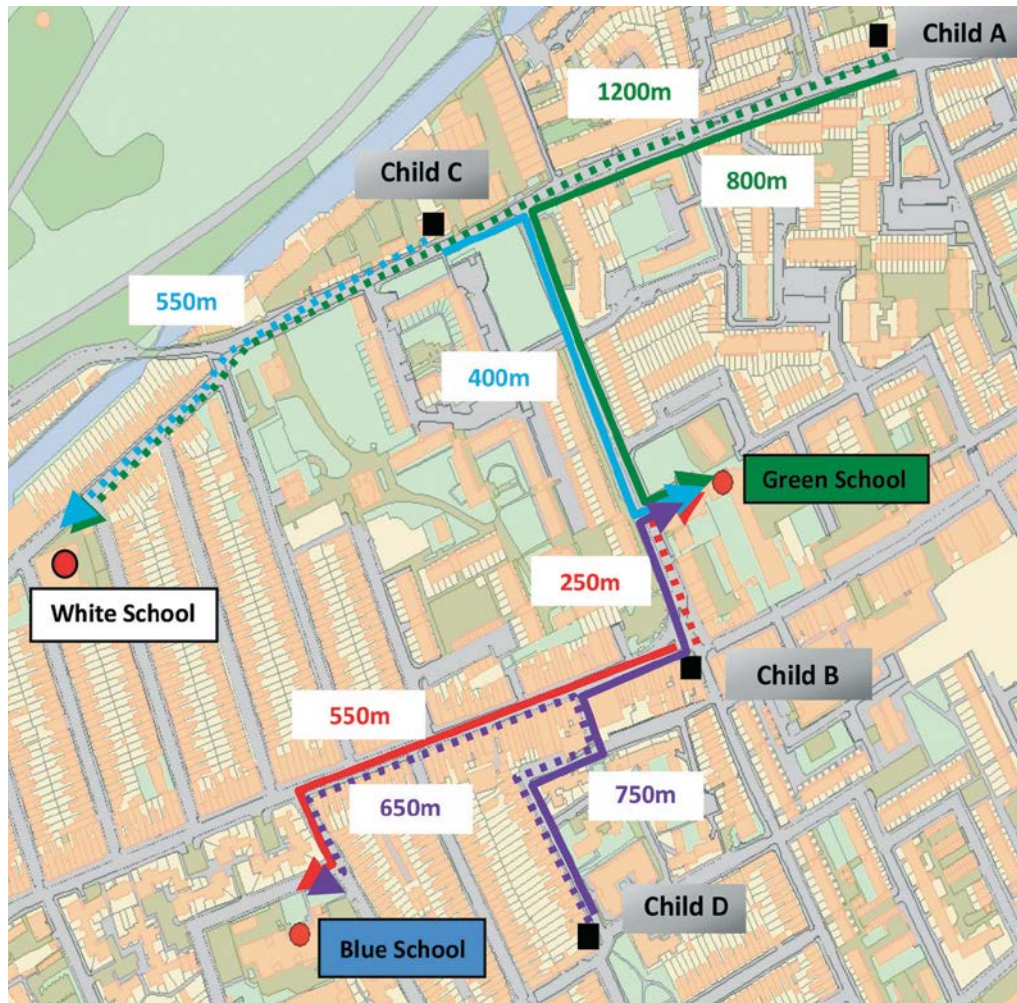 Child A
1200m
Child C
800m
550m
400m
Green School
250m
White School
Child B
550m
650m
750m
Child D
Blue School